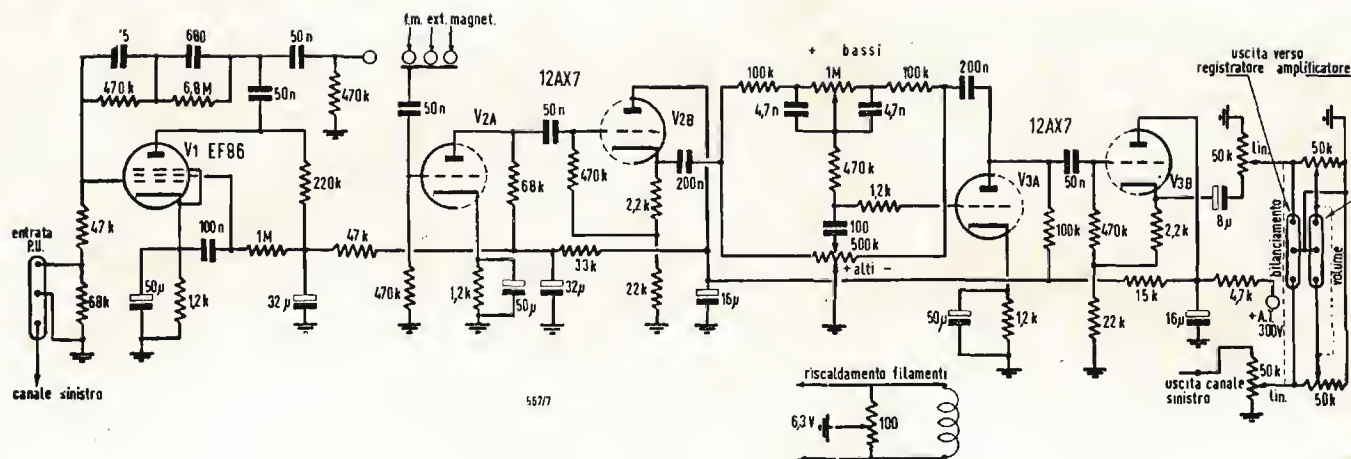 f.m. ext. magnet.
·5
680
50n
470k
6,8M
50n
470k
V1 EF86
220k
47k
entrata P.U.
68k
50µ
100n
1,2k
1M
32µ
47k
canale sinistro
50n
V2A
12AX7
50n
V2B
470k
68k
2,2k
200n
470k
1,2k
50µ
32µ
33k
22k
16µ
+ bassi
100k
1M
100k
200n
4,7n
4,7n
470k
1,2k
100
500k
+ alti -
V3A
12AX7
50n
V3B
100k
470k
2,2k
50µ
1,2k
22k
15k
16µ
4,7k
+ A.T. 300V
8µ
50k
lin.
50k
uscita verso
registratore amplificatore
bilanciamento
volume
uscita canale
sinistro
50k
lin.
50k
567/7
riscaldamento filamenti
6,3V
100